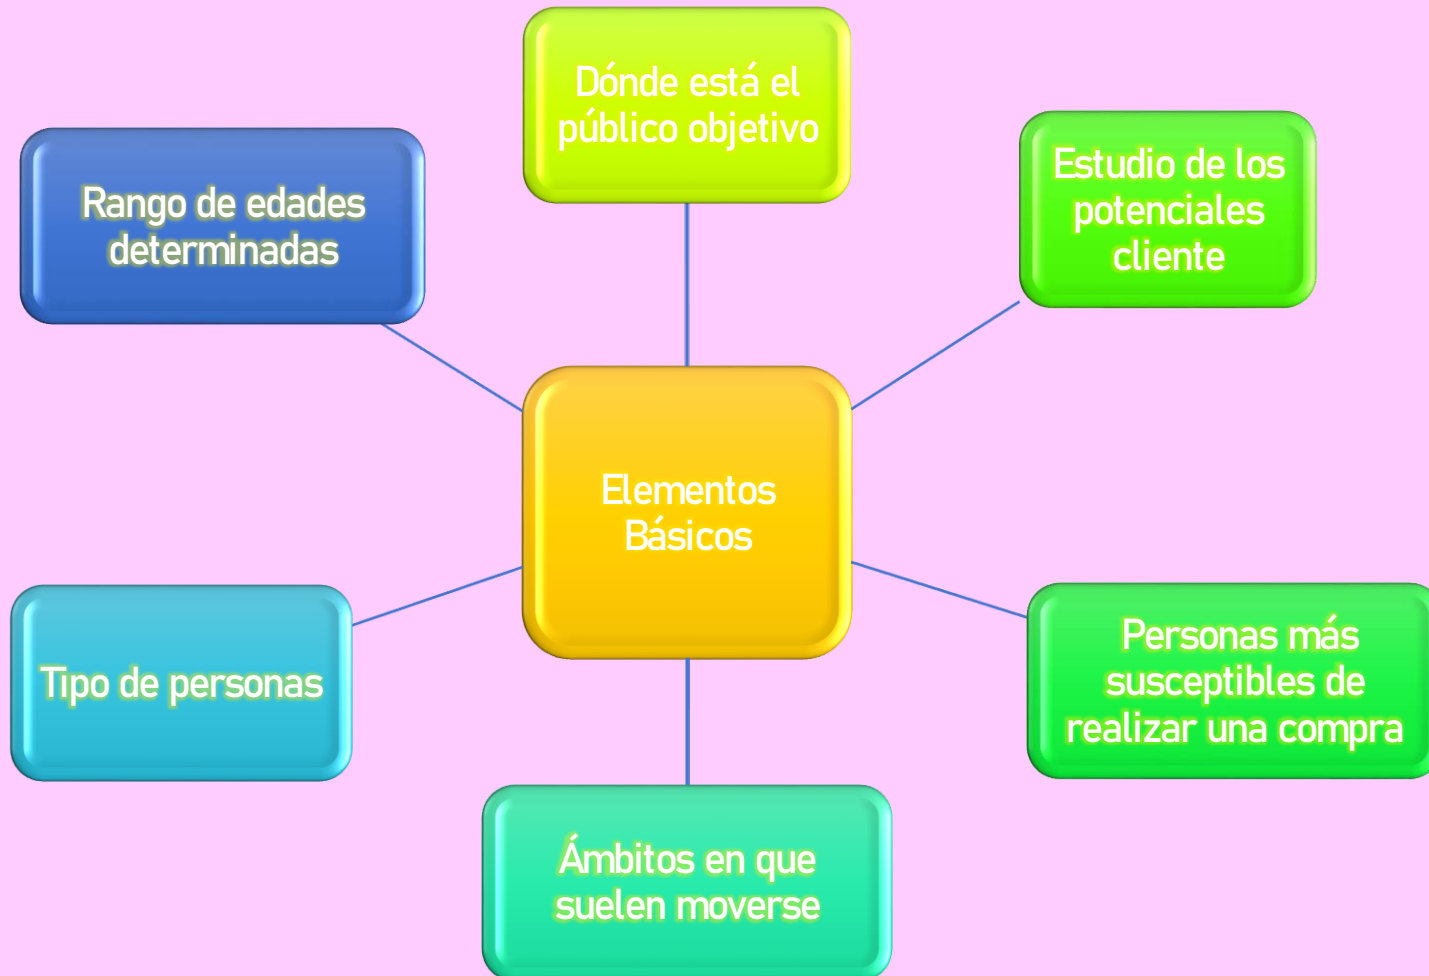 Dónde está el
público objetivo
Estudio de los
potenciales
cliente
Rango de edades
determinadas
Elementos
Básicos
Personas más
susceptibles de
realizar una compra
Tipo de personas
Ámbitos en que
suelen moverse